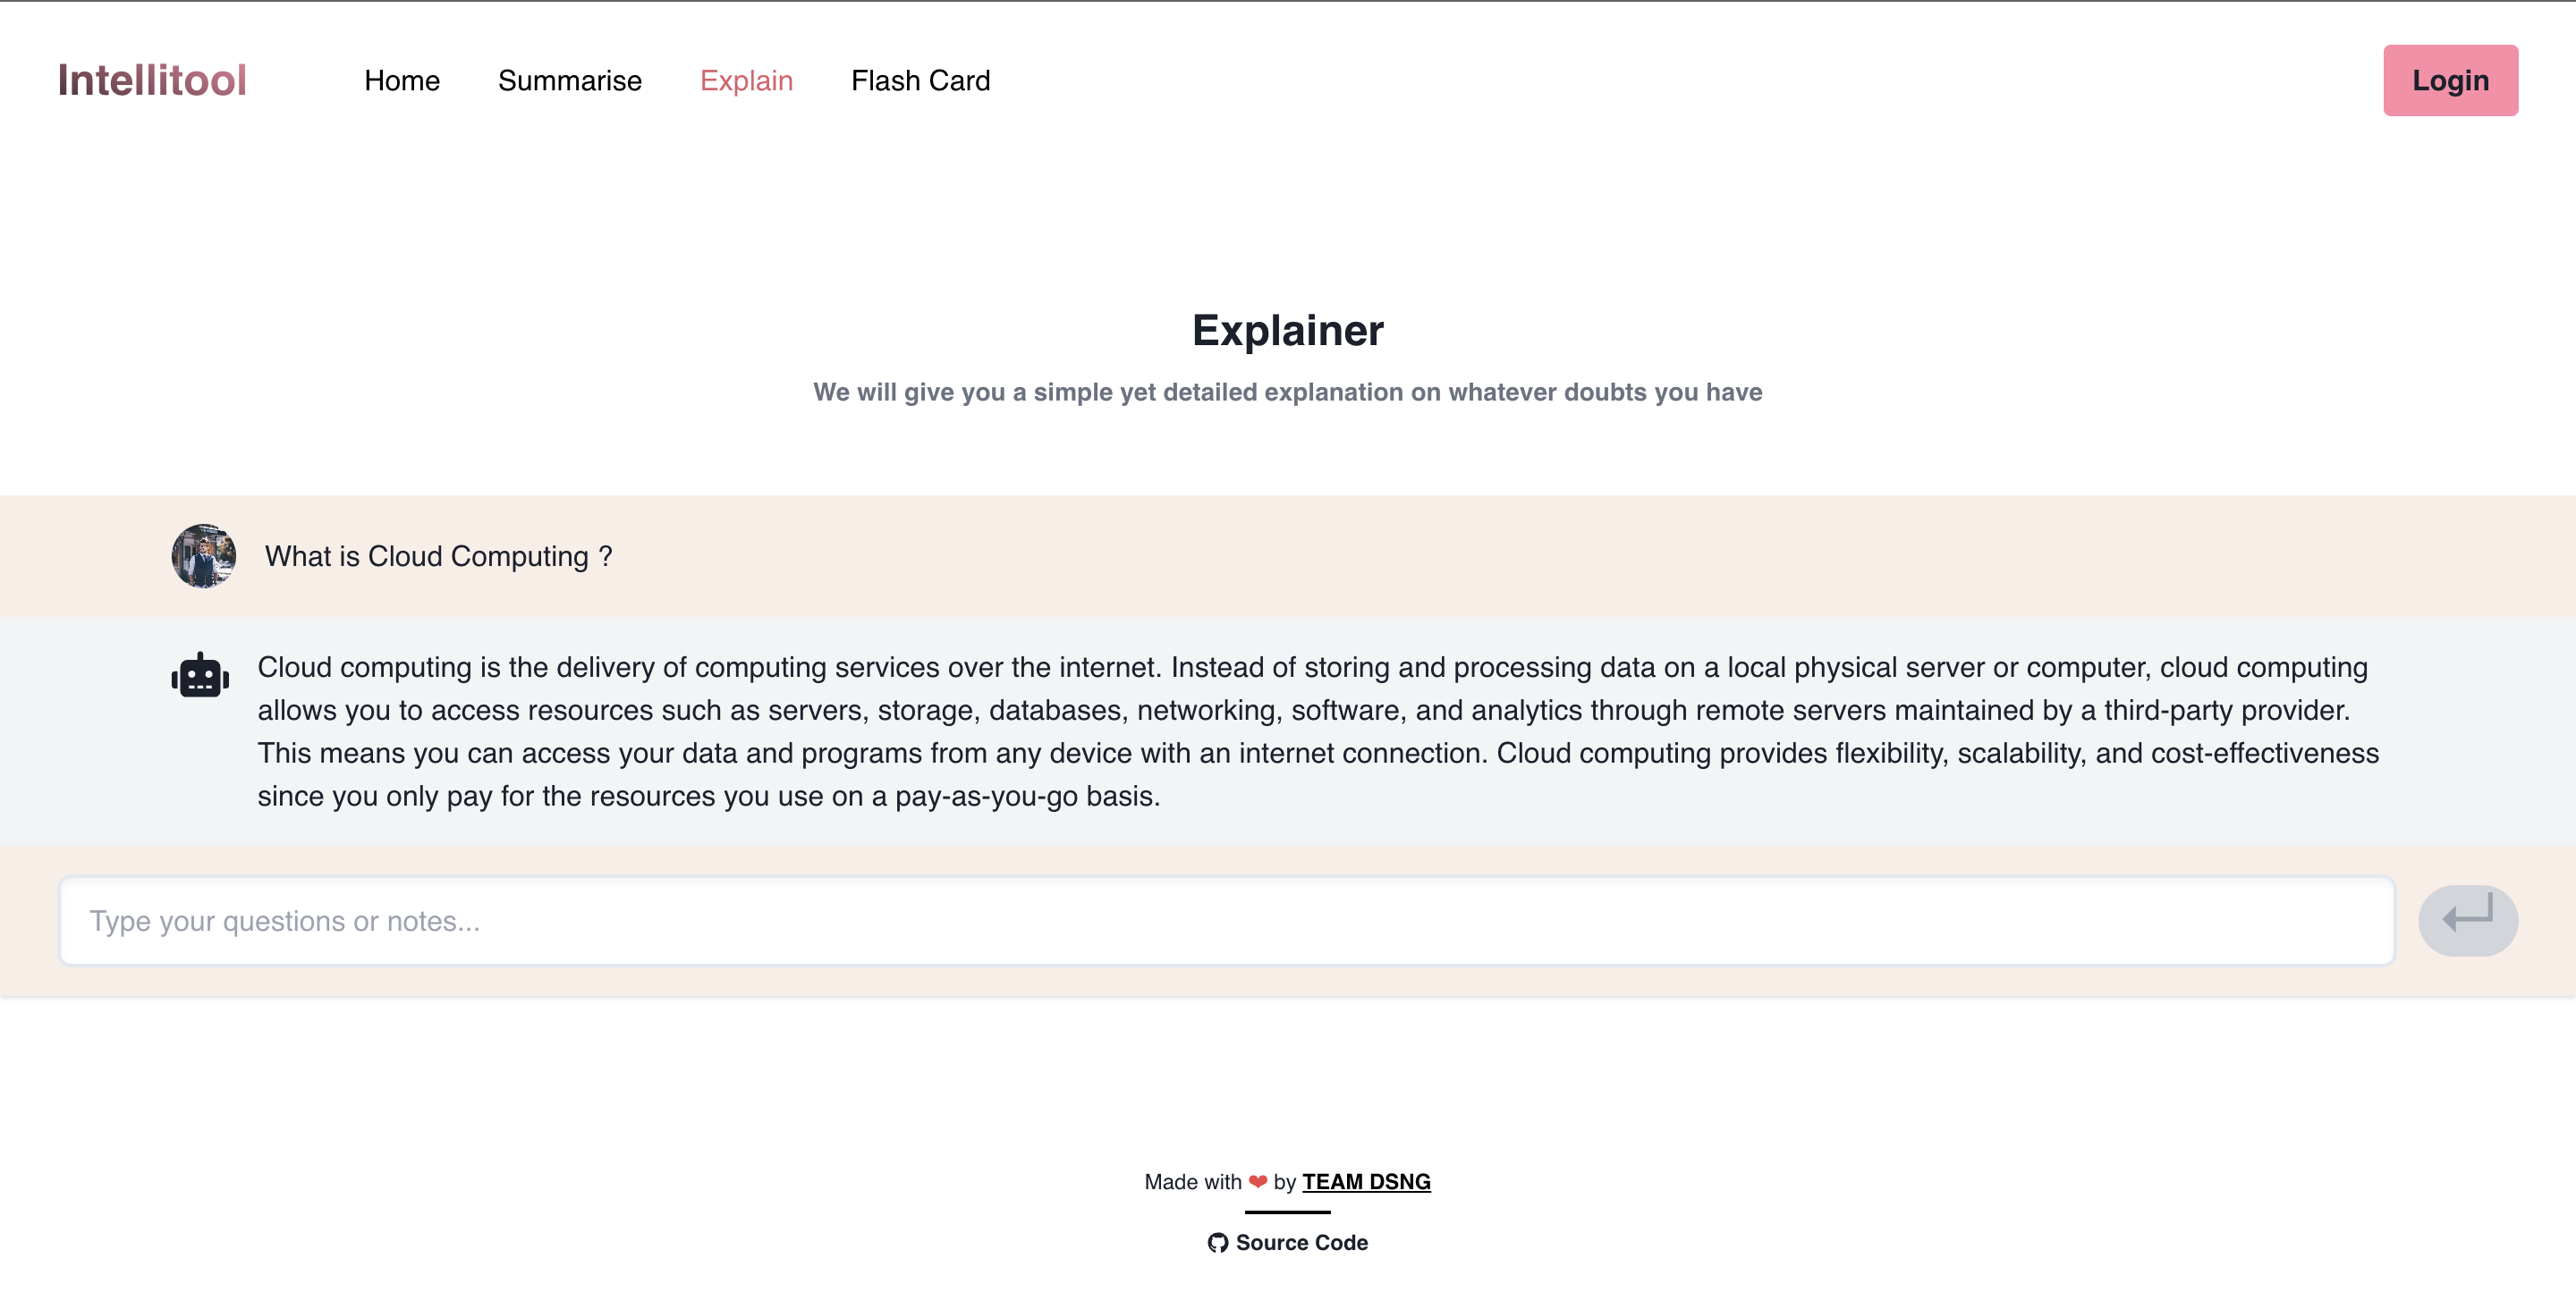 Intellitool
Home
Summarise
Explain
Flash Card
Login
Explainer
We will give you a simple yet detailed explanation on whatever doubts you have
What is Cloud Computing ?
Cloud computing is the delivery of computing services over the internet. Instead of storing and processing data on a local physical server or computer, cloud computing
allows you to access resources such as servers, storage, databases, networking, software, and analytics through remote servers maintained by a third-party provider.
This means you can access your data and programs from any device with an internet connection. Cloud computing provides flexibility, scalability, and cost-effectiveness
since you only pay for the resources you use on a pay-as-you-go basis.
Type your questions or notes...
Made with ❤ by TEAM DSNG
Source Code